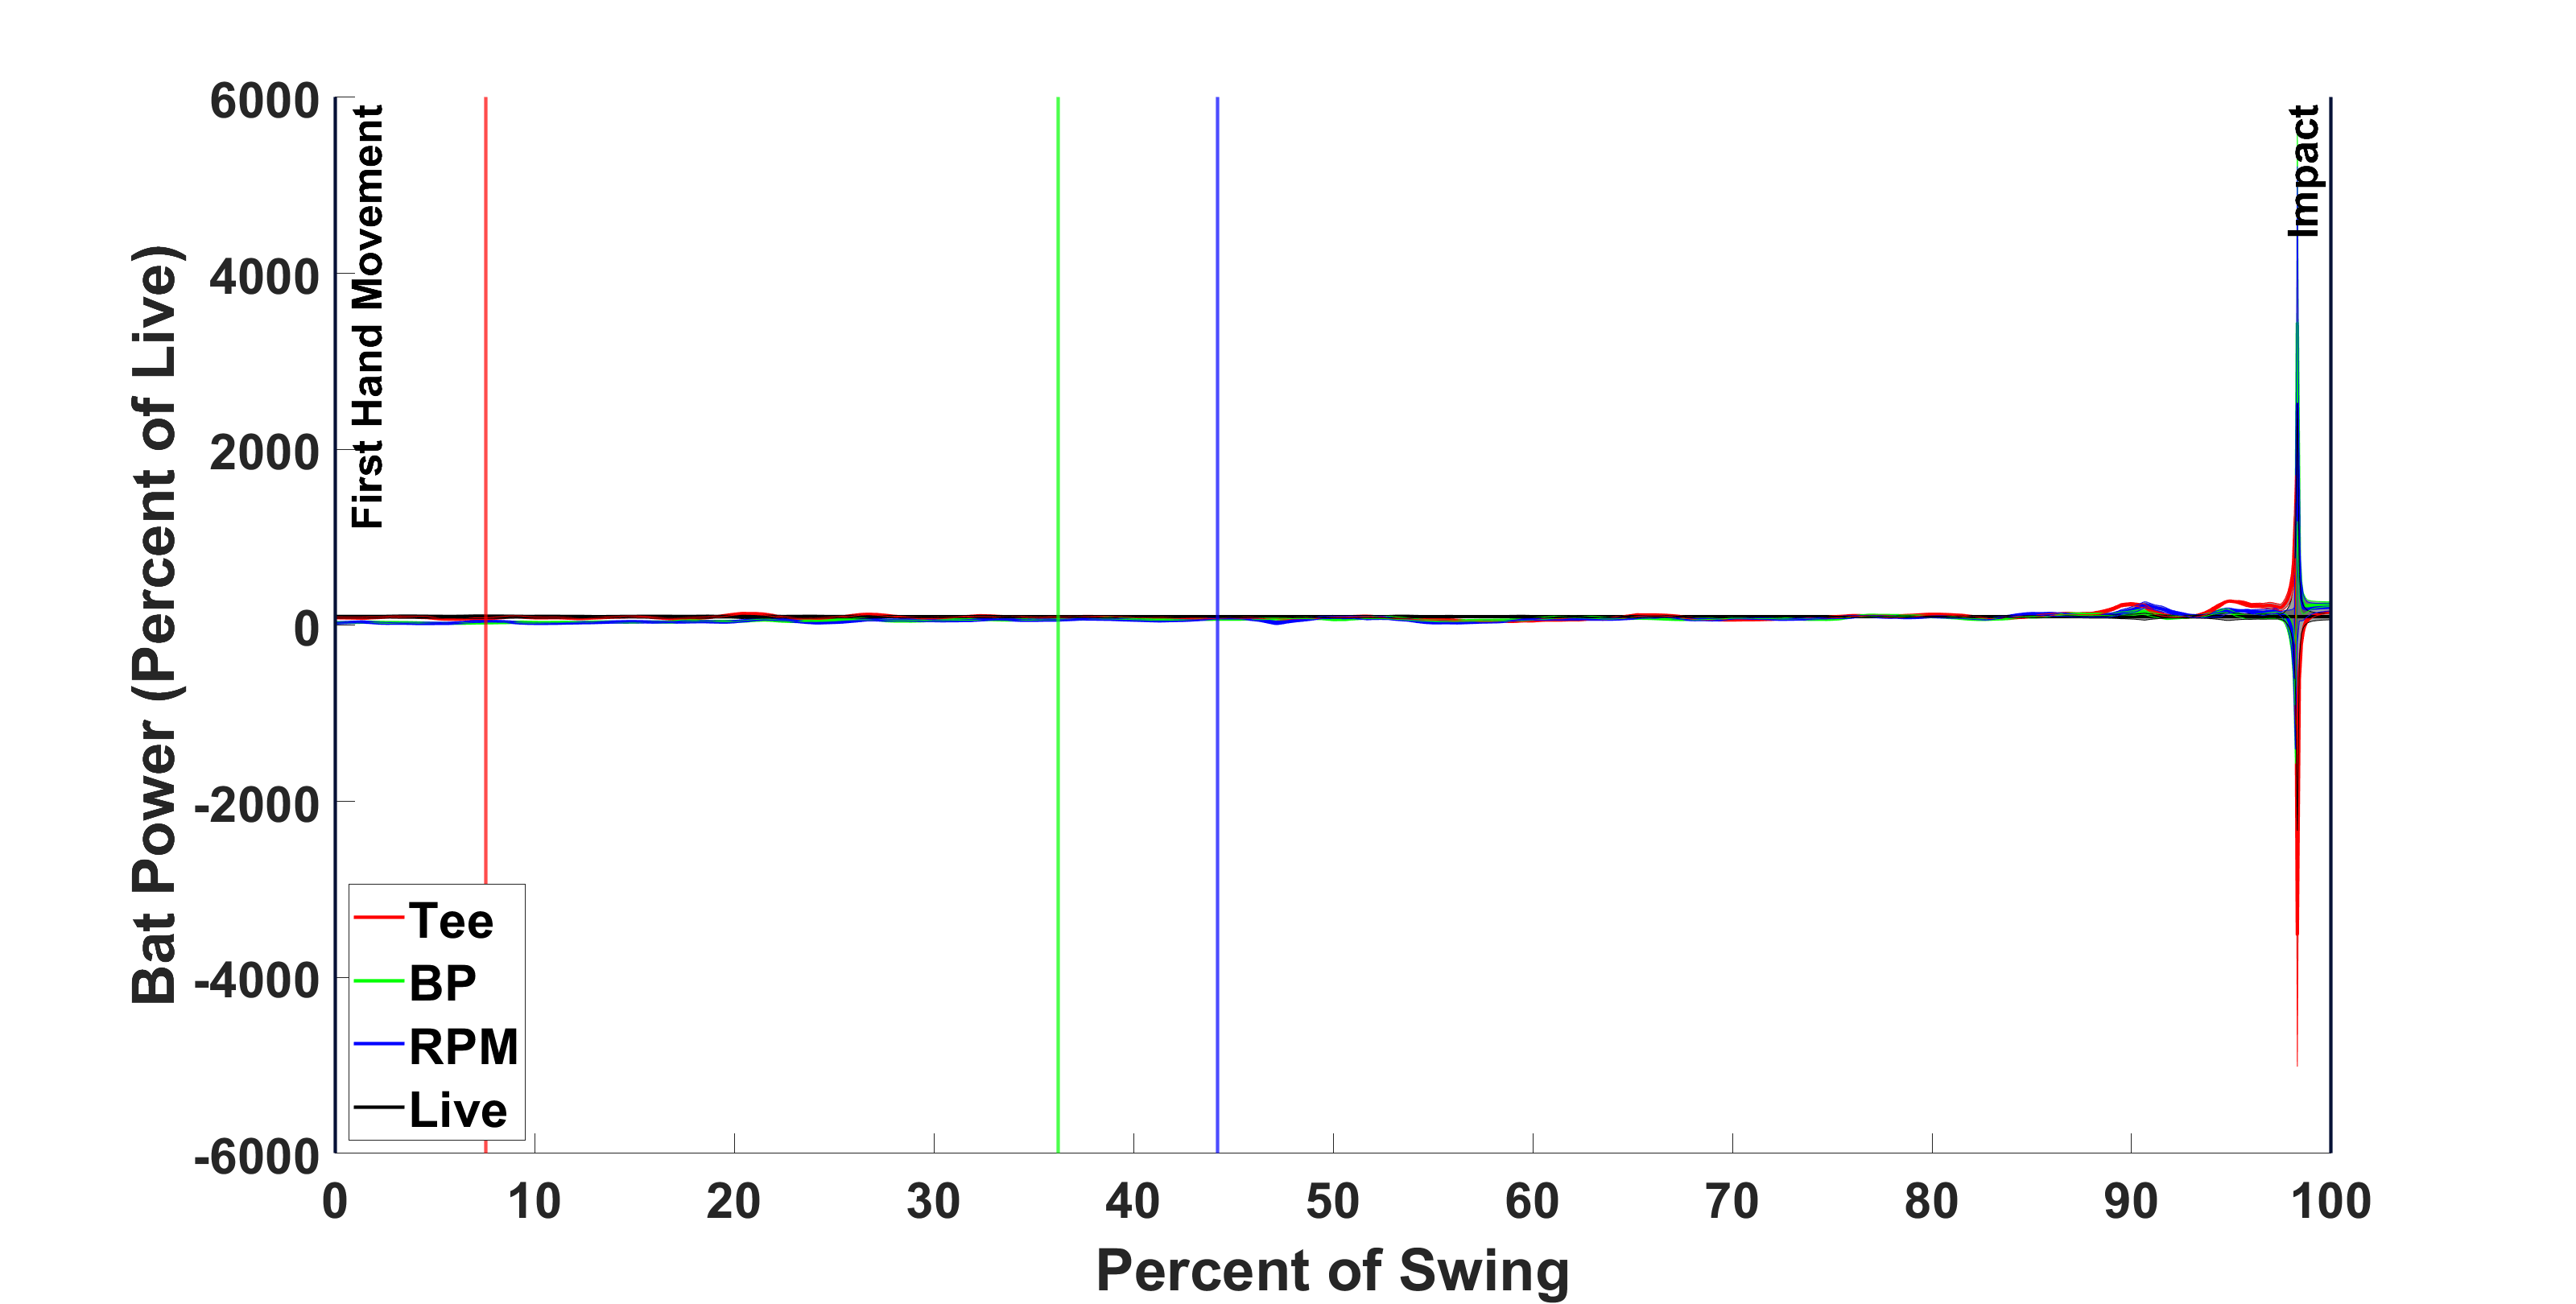 6000
4000
2000
0
-2000
-4000
-6000
Bat Power (Percent of Live)
First Hand Movement
Impact
Tee
BP
RPM
Live
0 10 20 30 40 50 60 70 80 90 100
Percent of Swing